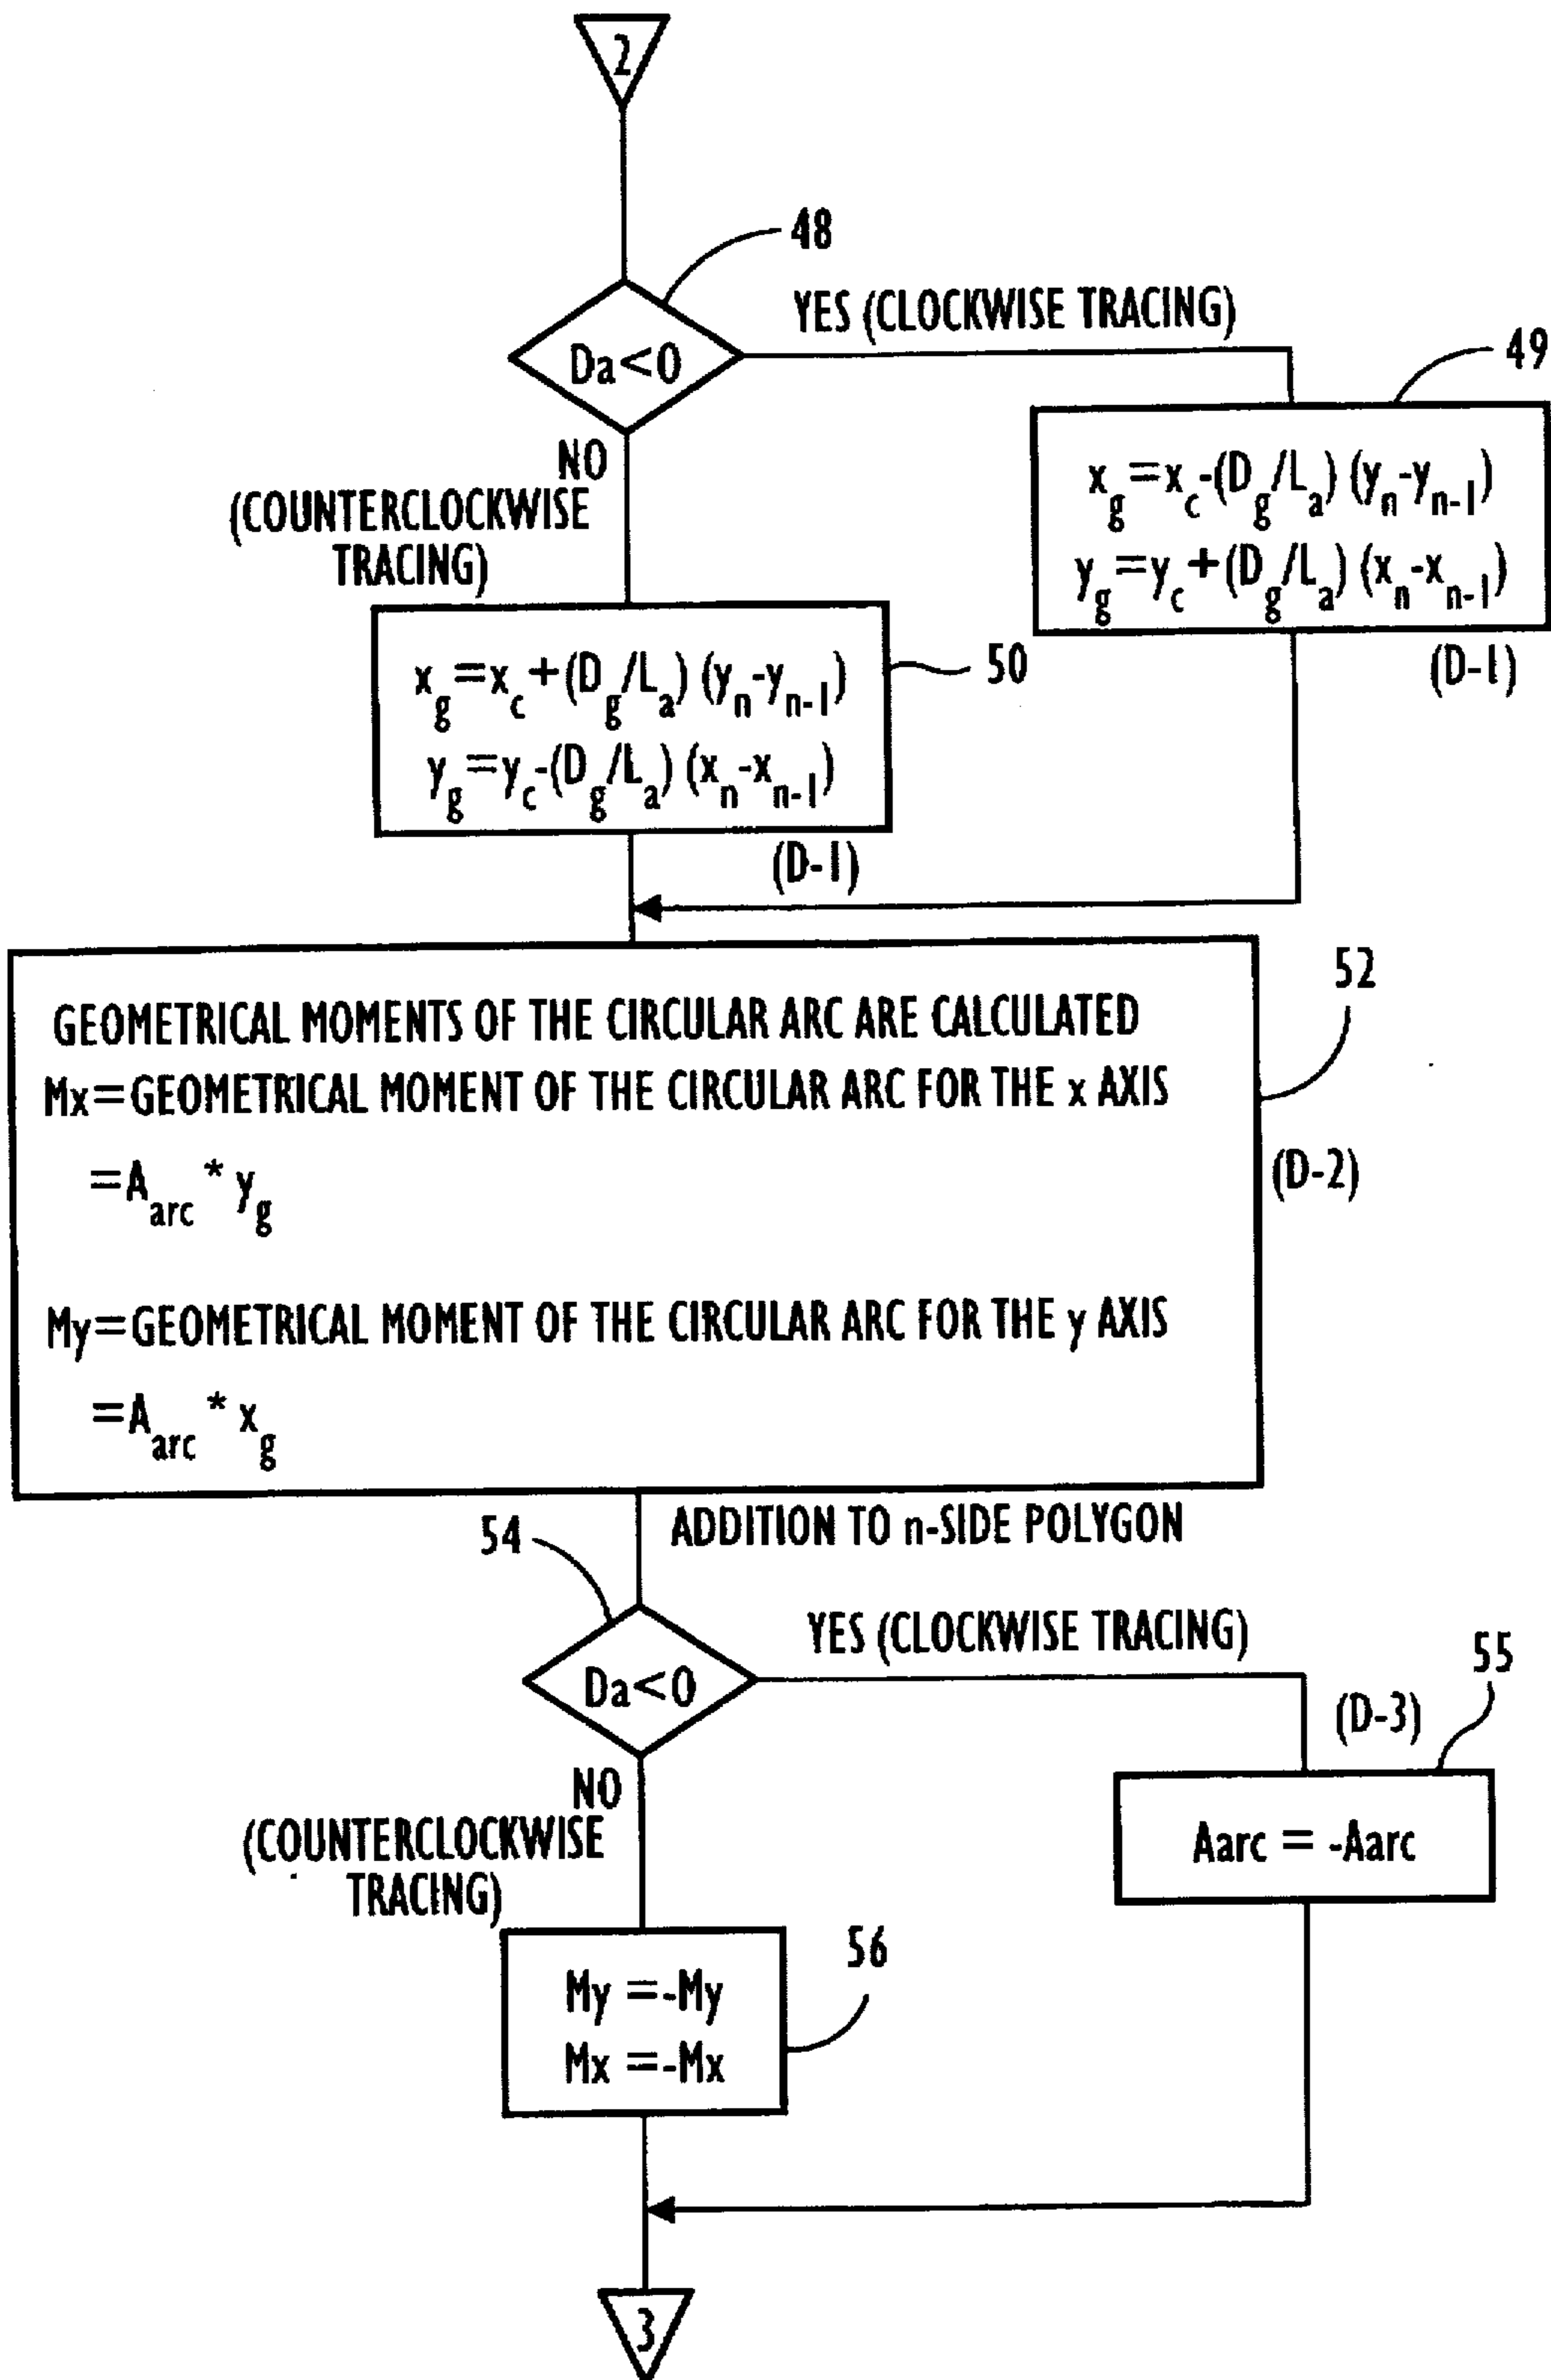 2
48
YES (CLOCKWISE TRACING)
Da<0
49
NO
(COUNTERCLOCKWISE
TRACING)
x_g=x_c-(D_g/L_a)(y_n-y_{n-1})
y_g=y_c+(D_g/L_a)(x_n-x_{n-1})
(D-1)
x_g=x_c+(D_g/L_a)(y_n-y_{n-1})
y_g=y_c-(D_g/L_a)(x_n-x_{n-1})
50
(D-1)
52
GEOMETRICAL MOMENTS OF THE CIRCULAR ARC ARE CALCULATED
Mx=GEOMETRICAL MOMENT OF THE CIRCULAR ARC FOR THE x AXIS
=A_arc * y_g
(D-2)
My=GEOMETRICAL MOMENT OF THE CIRCULAR ARC FOR THE y AXIS
=A_arc * x_g
ADDITION TO n-SIDE POLYGON
54
YES (CLOCKWISE TRACING)
Da<0
55
(D-3)
NO
(COUNTERCLOCKWISE
TRACING)
Aarc = -Aarc
56
My =-My
Mx =-Mx
3